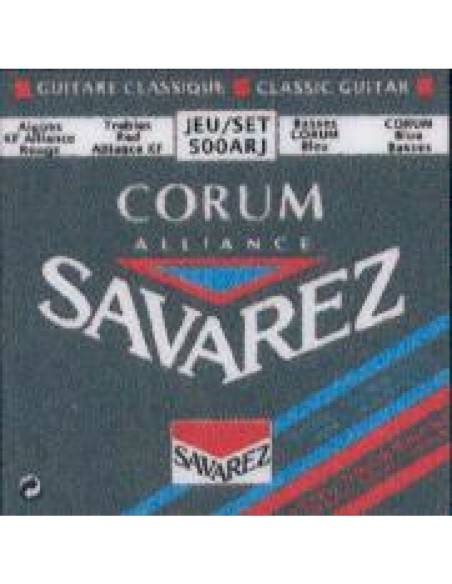 GUITARE CLASSIQUE CLASSIC GUITAR
Aigües
KF Alliance
Rouge
Trebles
Red
Alliance KF
JEU/SET
500ARJ
Basses
CORUM
Bleu
CORUM
Blue
Basses
CORUM
ALLIANCE
SAVAREZ
SAVAREZ